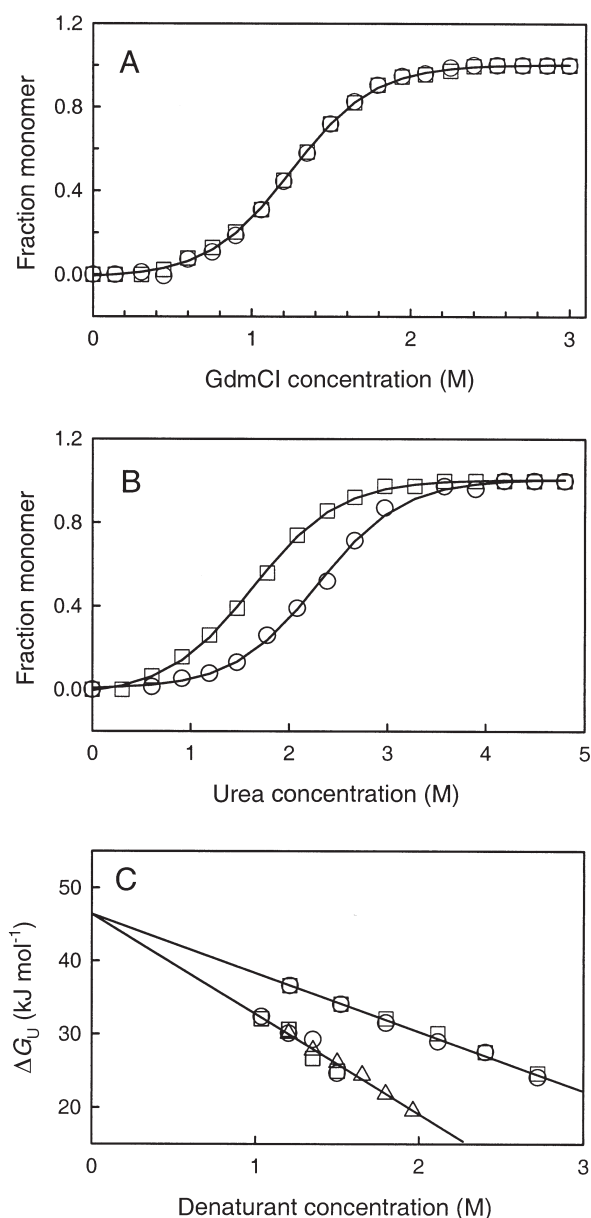 1.2
A
0.8
0.4
0.0
Fraction monomer
0 1 2 3
GdmCl concentration (M)
1.2
B
0.8
0.4
0.0
Fraction monomer
0 1 2 3 4 5
Urea concentration (M)
C
50
40
30
20
ΔG_U (kJ mol⁻¹)
0 1 2 3
Denaturant concentration (M)